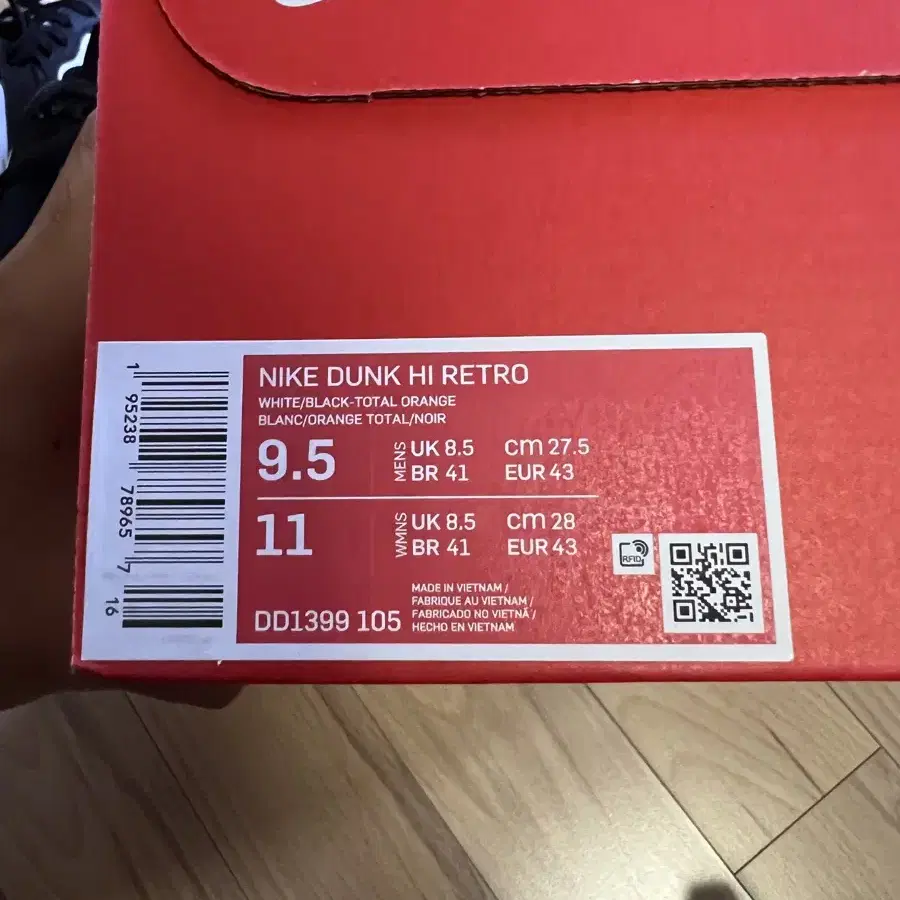 NIKE DUNK HI RETRO
WHITE/BLACK-TOTAL ORANGE
BLANC/ORANGE TOTAL/NOIR
9.5 MENS UK 8.5 cm 27.5
BR 41 EUR 43
11 WMNS UK 8.5 cm 28
BR 41 EUR 43
RFID
DD1399 105
MADE IN VIETNAM /
FABRIQUE AU VIETNAM /
FABRICADO NO VIETNÃ /
HECHO EN VIETNAM
1 95238 78965 7 16